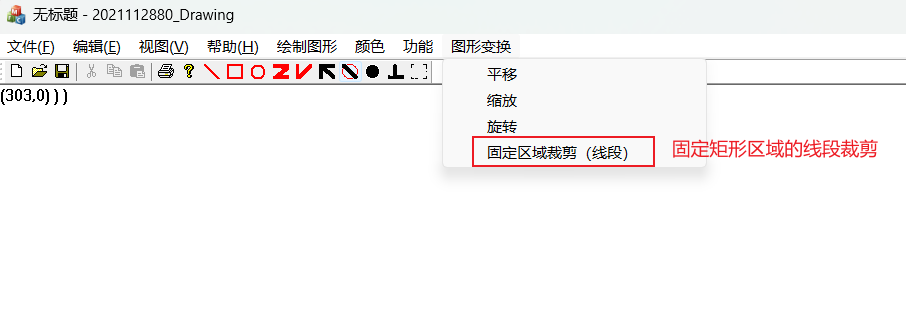 无标题 - 2021112880_Drawing
文件(F) 编辑(E) 视图(V) 帮助(H) 绘制图形 颜色 功能 图形变换
(303,0) ) )
平移
缩放
旋转
固定区域裁剪（线段） 固定矩形区域的线段裁剪